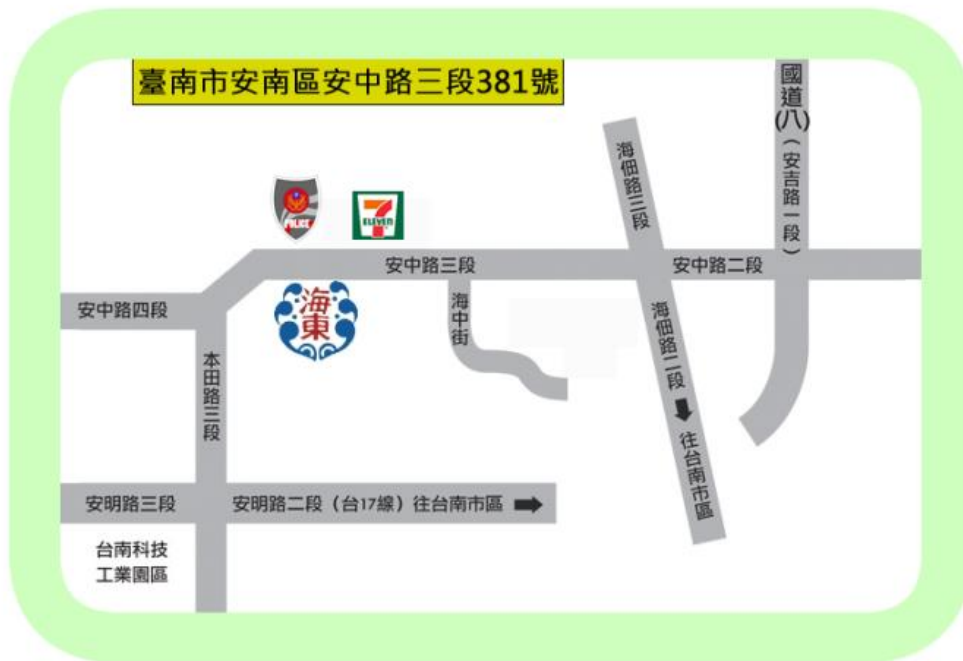 臺南市安南區安中路三段381號
國道(八)(安吉路一段)
海佃路三段
POLICE
7
ELEVEN
安中路三段
安中路二段
安中路四段
海東
海中街
海佃路二段
往台南市區
本田路三段
安明路三段
安明路二段(台17線)往台南市區
台南科技
工業園區